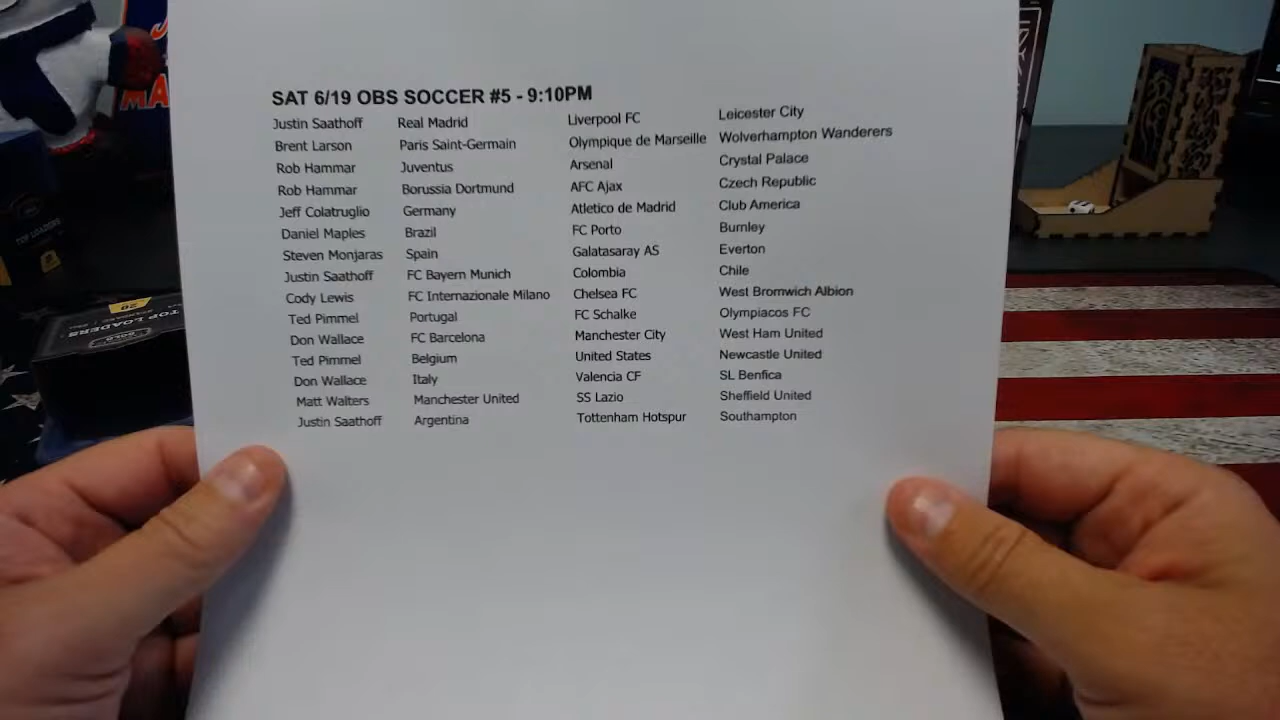 SAT 6/19 OBS SOCCER #5 - 9:10PM
Justin Saathoff Real Madrid Liverpool FC Leicester City
Brent Larson Paris Saint-Germain Olympique de Marseille Wolverhampton Wanderers
Rob Hammar Juventus Arsenal Crystal Palace
Rob Hammar Borussia Dortmund AFC Ajax Czech Republic
Jeff Colatruglio Germany Atletico de Madrid Club America
Daniel Maples Brazil FC Porto Burnley
Steven Monjaras Spain Galatasaray AS Everton
Justin Saathoff FC Bayern Munich Colombia Chile
Cody Lewis FC Internazionale Milano Chelsea FC West Bromwich Albion
Ted Pimmel Portugal FC Schalke Olympiacos FC
Don Wallace FC Barcelona Manchester City West Ham United
Ted Pimmel Belgium United States Newcastle United
Don Wallace Italy Valencia CF SL Benfica
Matt Walters Manchester United SS Lazio Sheffield United
Justin Saathoff Argentina Tottenham Hotspur Southampton
MA
TOP LOADERS
TOP LOADERS